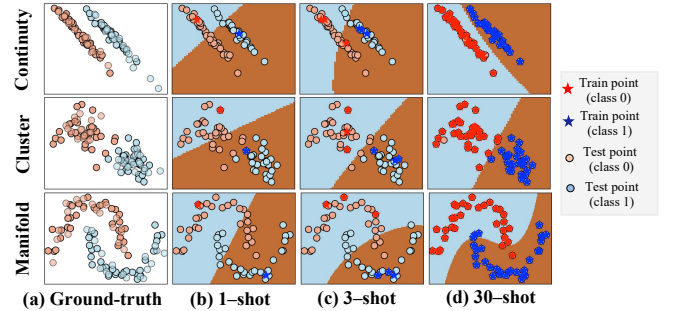 Continuity
Cluster
Manifold
(a) Ground-truth
(b) 1–shot
(c) 3–shot
(d) 30–shot
Train point
(class 0)
Train point
(class 1)
Test point
(class 0)
Test point
(class 1)